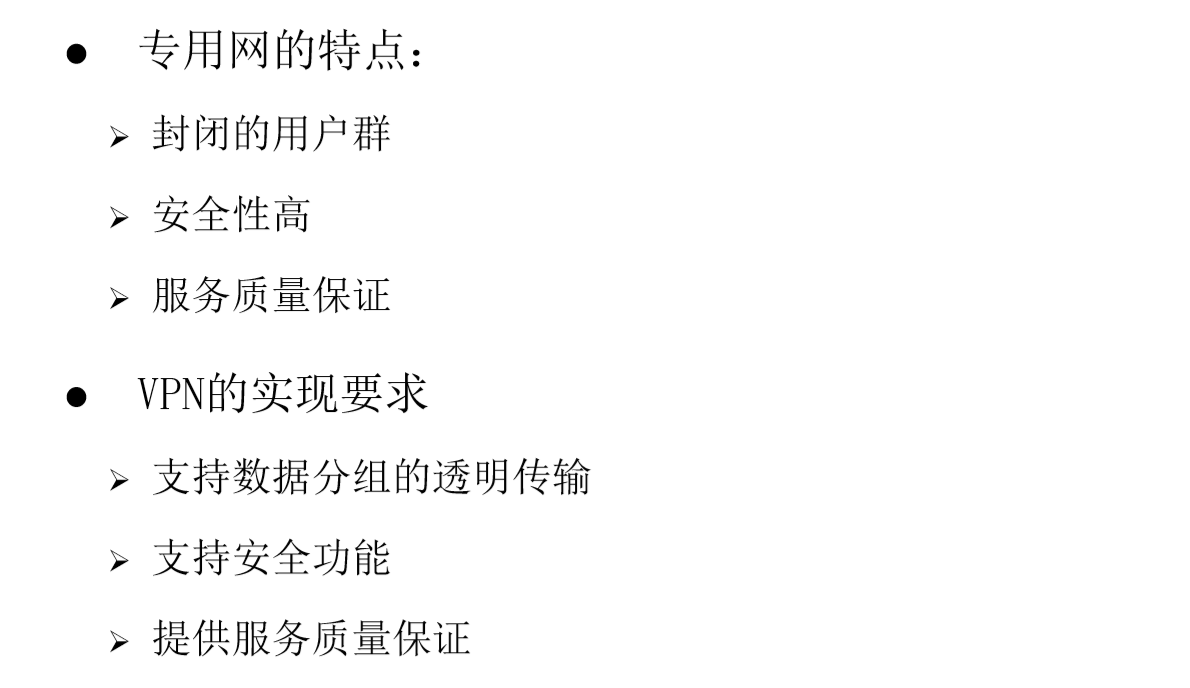 ● 专用网的特点：
➢ 封闭的用户群
➢ 安全性高
➢ 服务质量保证
● VPN的实现要求
➢ 支持数据分组的透明传输
➢ 支持安全功能
➢ 提供服务质量保证